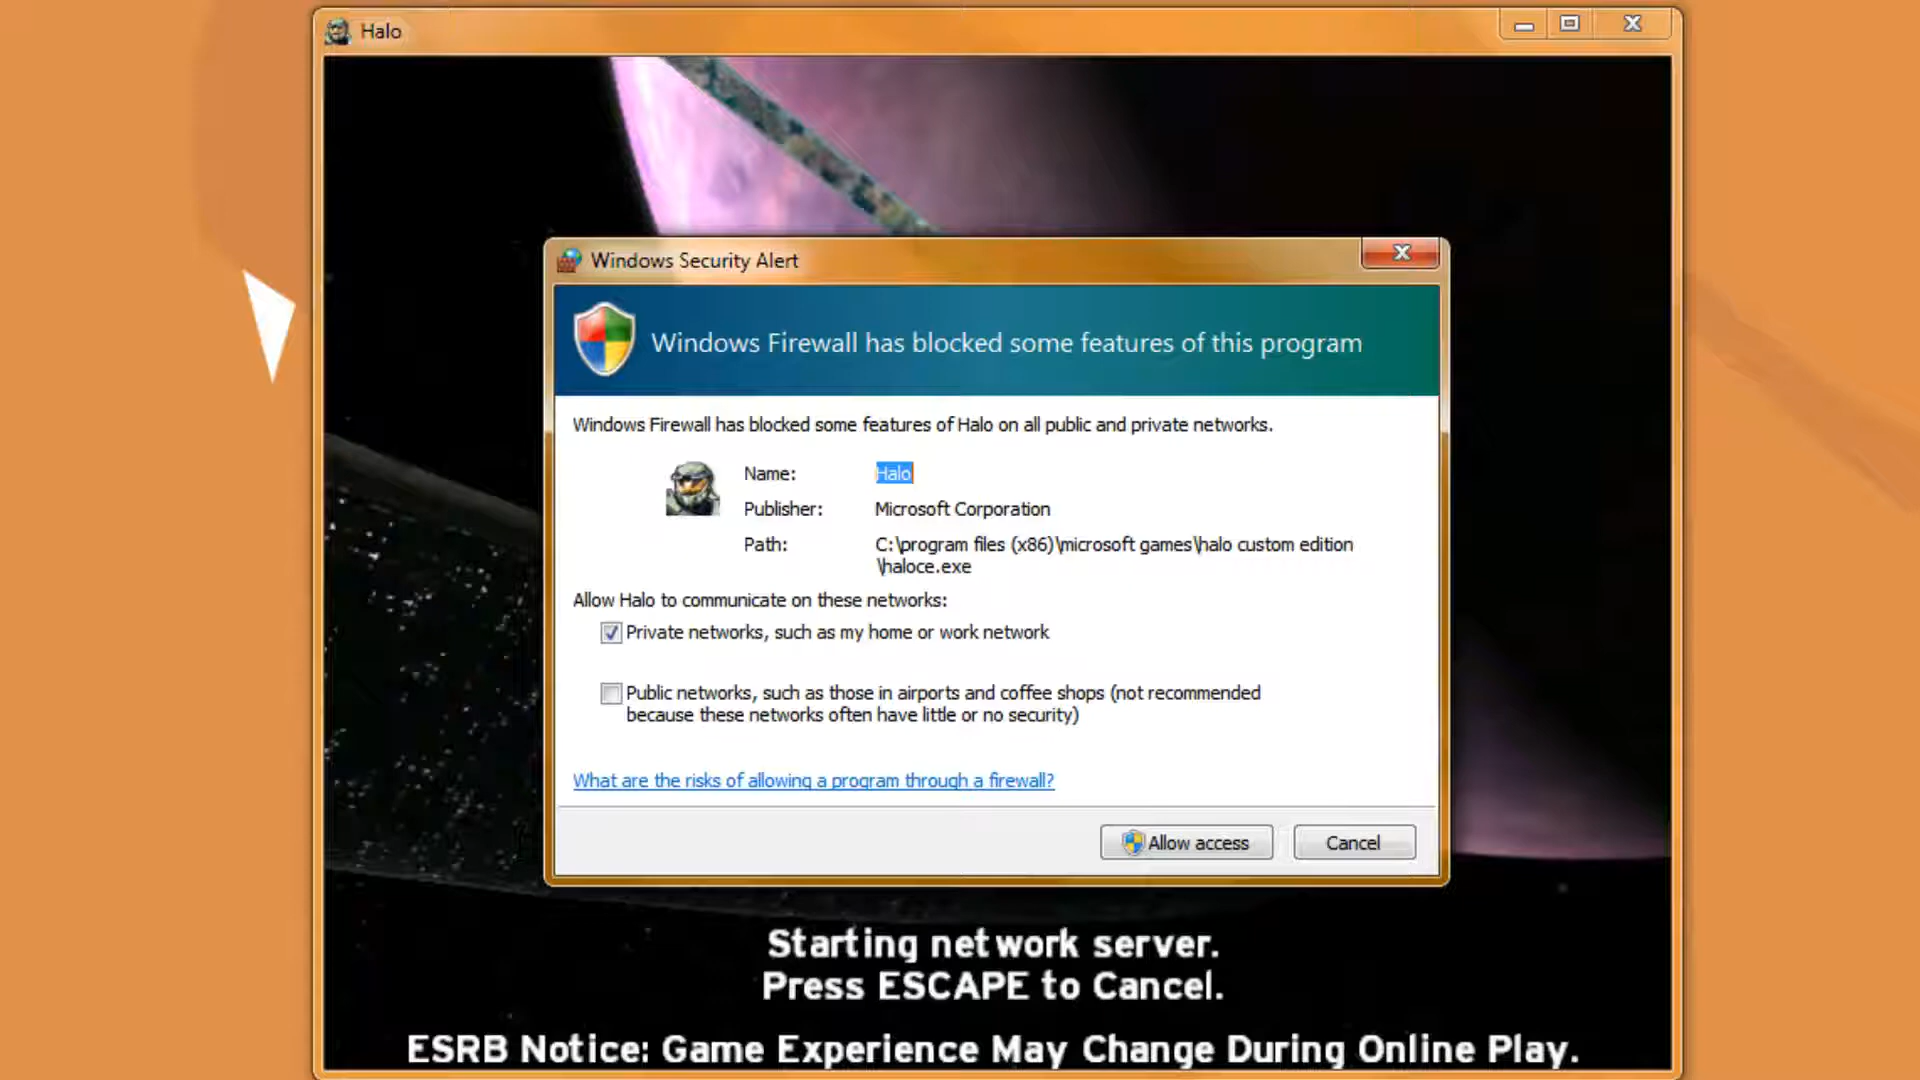 Halo
Windows Security Alert
Windows Firewall has blocked some features of this program
Windows Firewall has blocked some features of Halo on all public and private networks.
Name: Halo
Publisher: Microsoft Corporation
Path: C:\program files (x86)\microsoft games\halo custom edition
\haloce.exe
Allow Halo to communicate on these networks:
Private networks, such as my home or work network
Public networks, such as those in airports and coffee shops (not recommended
because these networks often have little or no security)
What are the risks of allowing a program through a firewall?
Allow access Cancel
Starting network server.
Press ESCAPE to Cancel.
ESRB Notice: Game Experience May Change During Online Play.